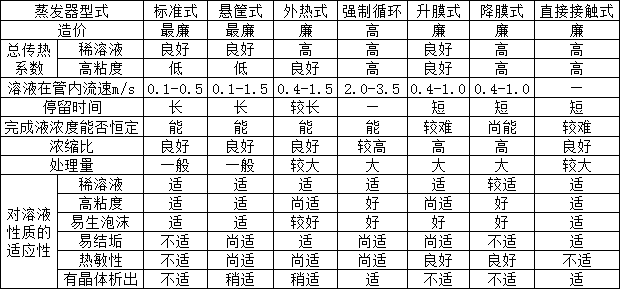 蒸发器型式 标准式 悬筐式 外热式 强制循环 升膜式 降膜式 直接接触式
造价 最廉 最廉 廉 高 廉 廉 廉
总传热系数 稀溶液 良好 良好 高 高 良好 良好 高
高粘度 低 低 良好 高 良好 高 高
溶液在管内流速m/s 0.1-0.5 0.1-1.5 0.4-1.5 2.0-3.5 0.4-1.0 0.4-1.0 —
停留时间 长 长 较长 — 短 短 短
完成液浓度能否恒定 能 能 能 能 较难 尚能 较难
浓缩比 良好 良好 良好 较高 高 高 良好
处理量 一般 一般 较大 大 大 大 较大
对溶液性质的适应性 稀溶液 适 适 适 适 适 较适 适
高粘度 适 适 尚适 好 尚适 好 适
易生泡沫 适 适 较好 好 好 好 适
易结垢 不适 尚适 适 尚适 尚适 不适 适
热敏性 不适 尚适 尚适 尚适 良好 良好 不适
有晶体析出 不适 稍适 稍适 适 不适 不适 适